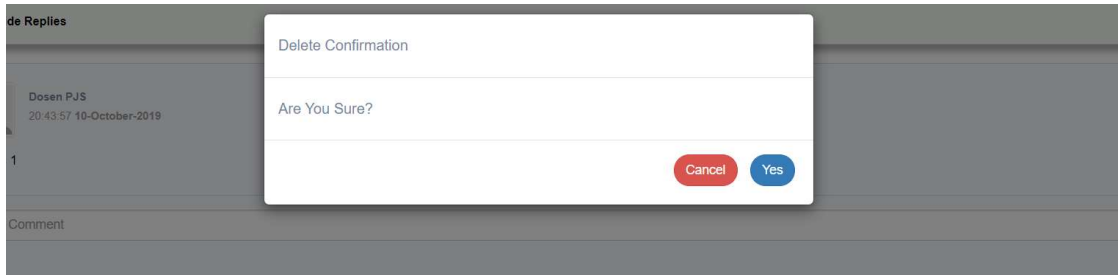 de Replies
Delete Confirmation
Dosen PJS
20:43:57 10-October-2019
Are You Sure?
1
Cancel Yes
Comment